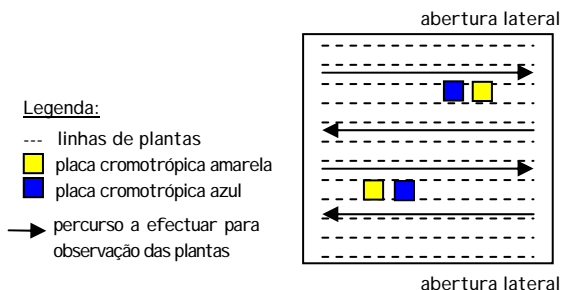 abertura lateral
Legenda:
--- linhas de plantas
placa cromotrópica amarela
placa cromotrópica azul
percurso a efectuar para
observação das plantas
abertura lateral